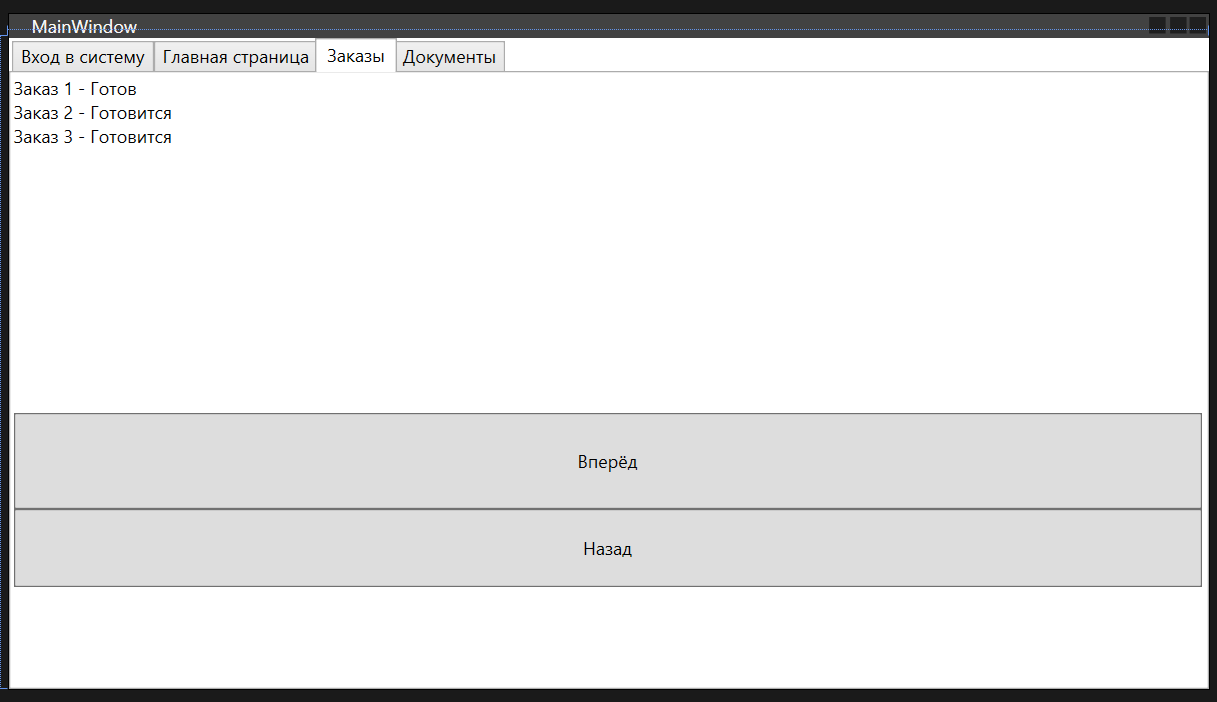 MainWindow
Вход в систему Главная страница Заказы Документы
Заказ 1 - Готов
Заказ 2 - Готовится
Заказ 3 - Готовится
Вперёд
Назад